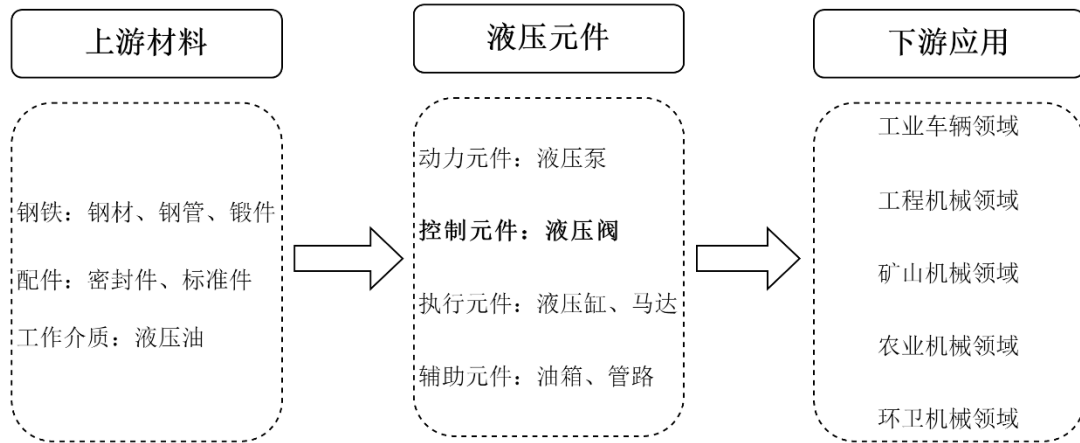 上游材料
钢铁：钢材、钢管、锻件
配件：密封件、标准件
工作介质：液压油
液压元件
动力元件：液压泵
控制元件：液压阀
执行元件：液压缸、马达
辅助元件：油箱、管路
下游应用
工业车辆领域
工程机械领域
矿山机械领域
农业机械领域
环卫机械领域